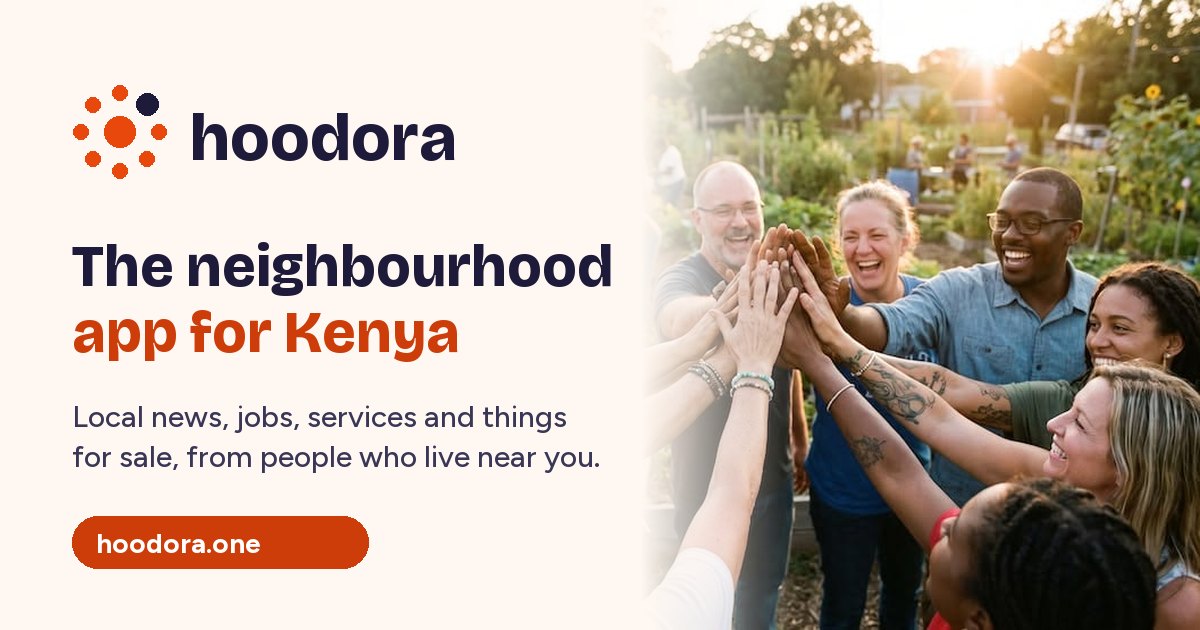 hoodora
The neighbourhood
app for Kenya
Local news, jobs, services and things
for sale, from people who live near you.
hoodora.one